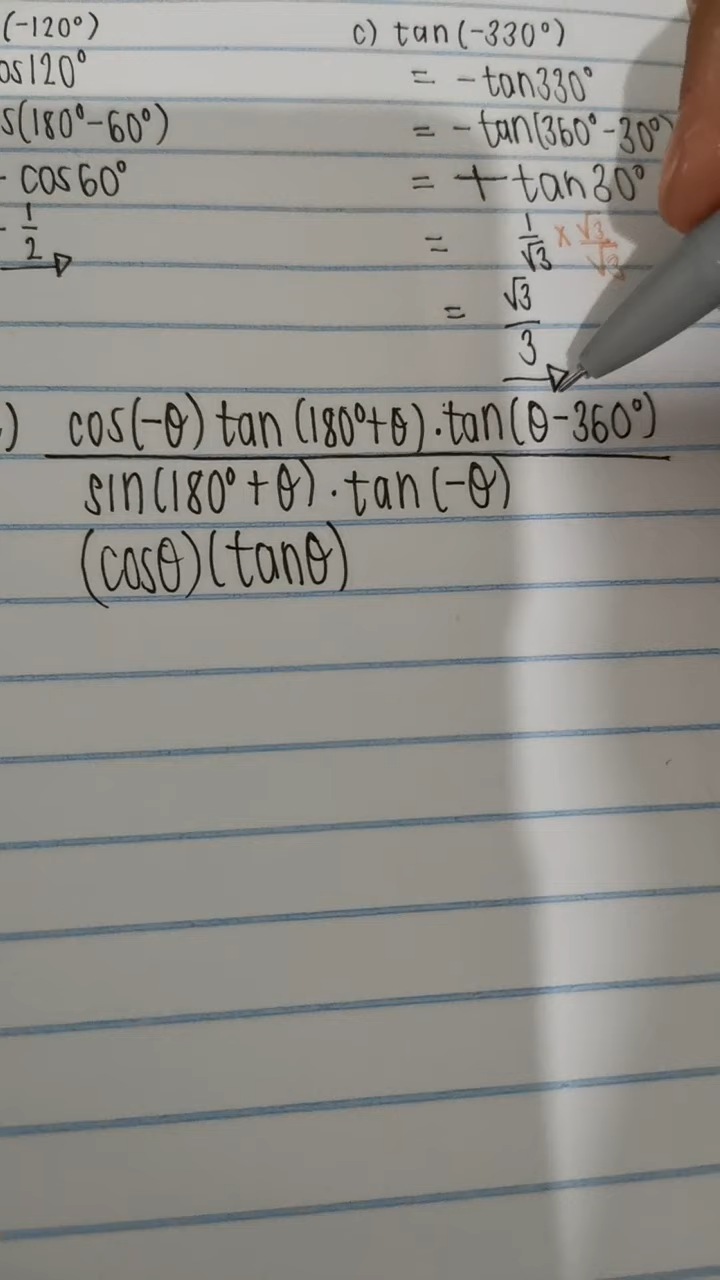 (-120°)
os120°
s(180°-60°)
- cos60°
- 1/2
c) tan(-330°)
= -tan330°
= -tan(360°-30°)
= +tan30°
= 1/√3 × √3/√3
= √3/3
) cos(-θ) tan(180°+θ).tan(θ-360°)
sin(180°+θ).tan(-θ)
(cosθ)(tanθ)